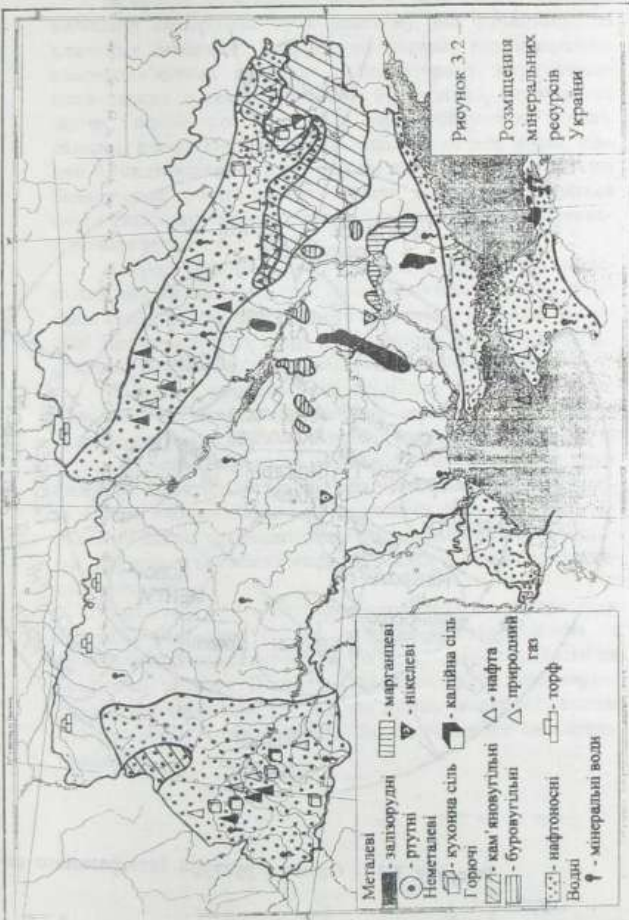 Рисунок 3.2 –
Розміщення
мінеральних
ресурсів
України
Металеві
- залізорудні
- марганцеві
- ртутні
- нікелеві
Неметалеві
- кухонна сіль
- калійна сіль
Горючі
- кам'яновугільні
- нафта
- буровугільні
- природний
газ
- нафтоносні
- торф
Водні
- мінеральні води